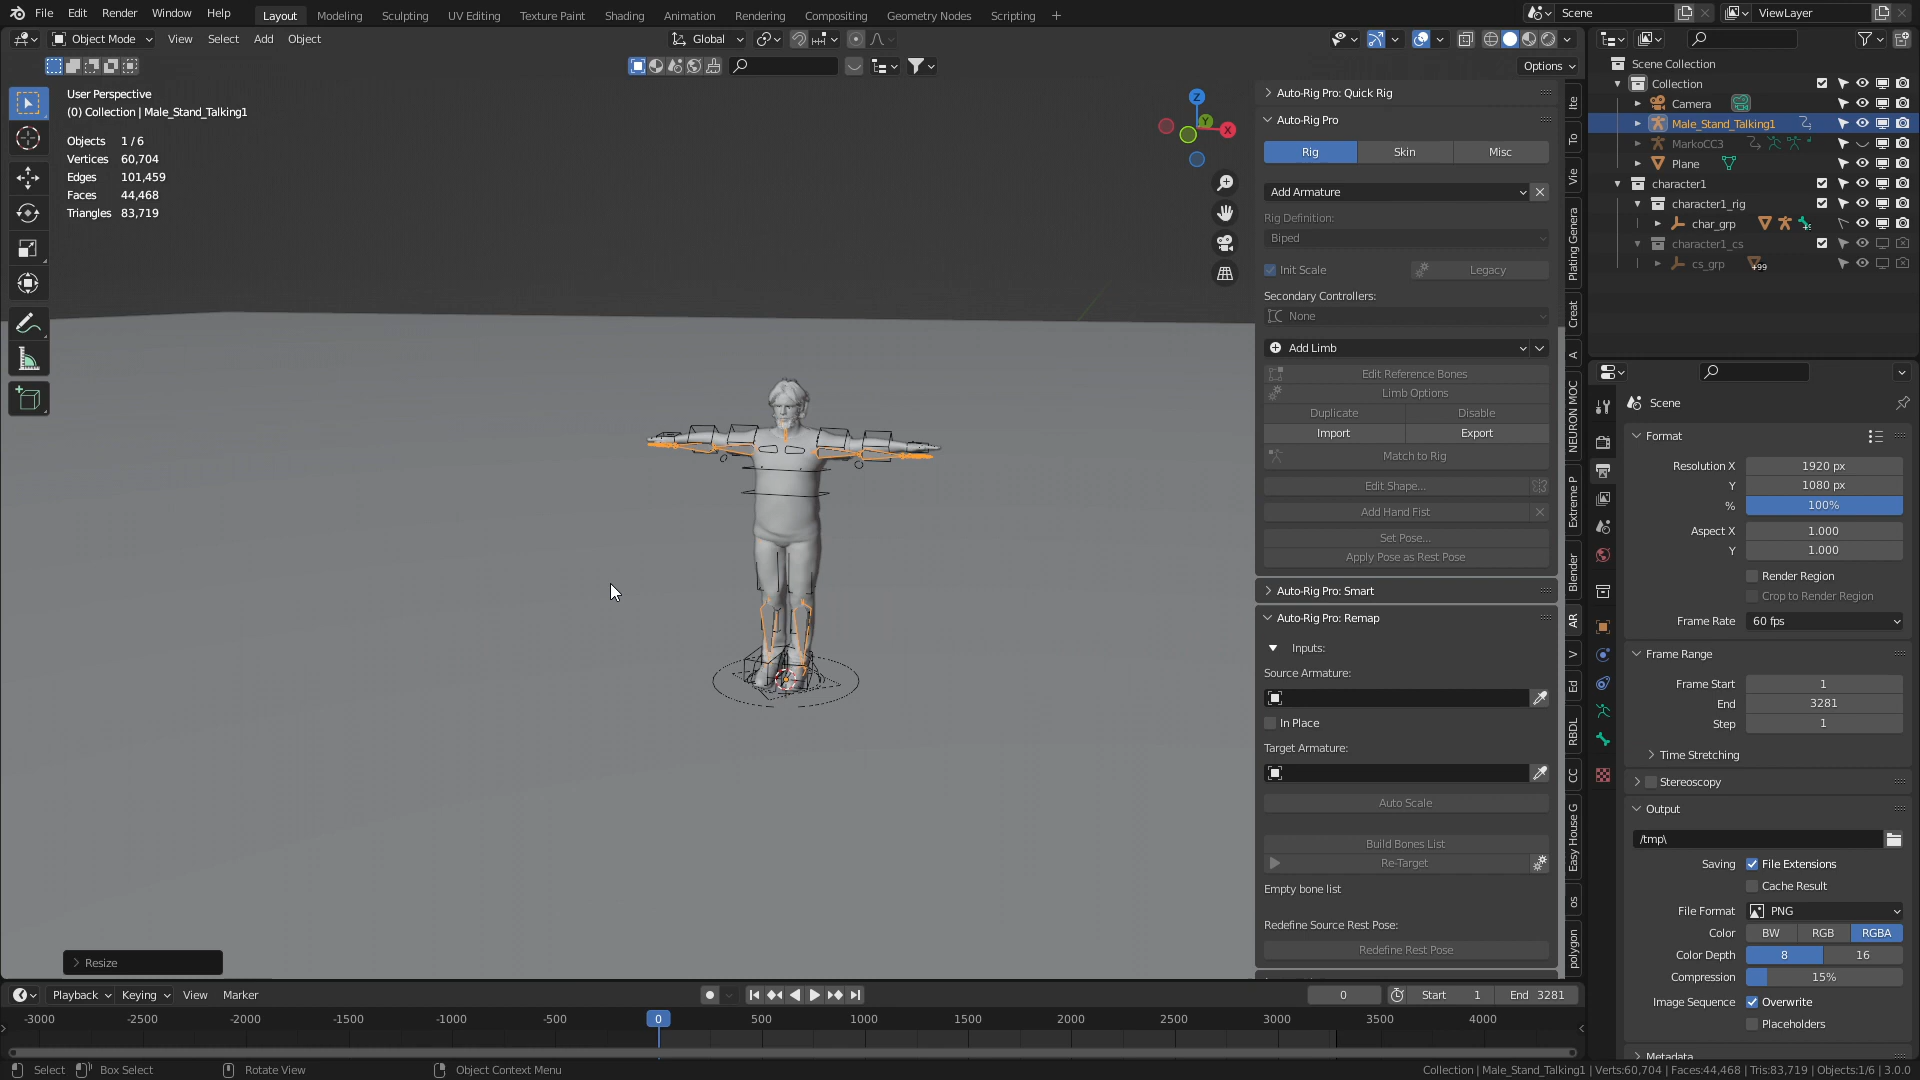 File Edit Render Window Help Layout Modeling Sculpting UV Editing Texture Paint Shading Animation Rendering Compositing Geometry Nodes Scripting + Scene ViewLayer
Object Mode View Select Add Object Global
Options
User Perspective
(0) Collection | Male_Stand_Talking1
Objects 1 / 6
Vertices 60,704
Edges 101,459
Faces 44,468
Triangles 83,719
Z
Y
X
Auto-Rig Pro: Quick Rig
Auto-Rig Pro
Rig Skin Misc
Add Armature
Rig Definition:
Biped
Init Scale Legacy
Secondary Controllers:
None
Add Limb
Edit Reference Bones
Limb Options
Duplicate Disable
Import Export
Match to Rig
Edit Shape...
Add Hand Fist
Set Pose...
Apply Pose as Rest Pose
Auto-Rig Pro: Smart
Auto-Rig Pro: Remap
Inputs:
Source Armature:
In Place
Target Armature:
Auto Scale
Build Bones List
Re-Target
Empty bone list
Redefine Source Rest Pose:
Redefine Rest Pose
Ite
To
Vie
Plating Genera
Creat
A
NEURON MOC
Extreme P
Blender
AR
V
Ed
RBDL
CC
Easy House G
os
polygon
Scene Collection
Collection
Camera
Male_Stand_Talking1
MarkoCC3
Plane
character1
character1_rig
char_grp
character1_cs
cs_grp +99
Scene
Format
Resolution X 1920 px
Y 1080 px
% 100%
Aspect X 1.000
Y 1.000
Render Region
Crop to Render Region
Frame Rate 60 fps
Frame Range
Frame Start 1
End 3281
Step 1
Time Stretching
Stereoscopy
Output
/tmp\
Saving File Extensions
Cache Result
File Format PNG
Color BW RGB RGBA
Color Depth 8 16
Compression 15%
Image Sequence Overwrite
Placeholders
Metadata
Resize
Playback Keying View Marker 0 Start 1 End 3281
-3000 -2500 -2000 -1500 -1000 -500 0 500 1000 1500 2000 2500 3000 3500 4000
Select Box Select Rotate View Object Context Menu Collection | Male_Stand_Talking1 | Verts:60,704 | Faces:44,468 | Tris:83,719 | Objects:1/6 | 3.0.0